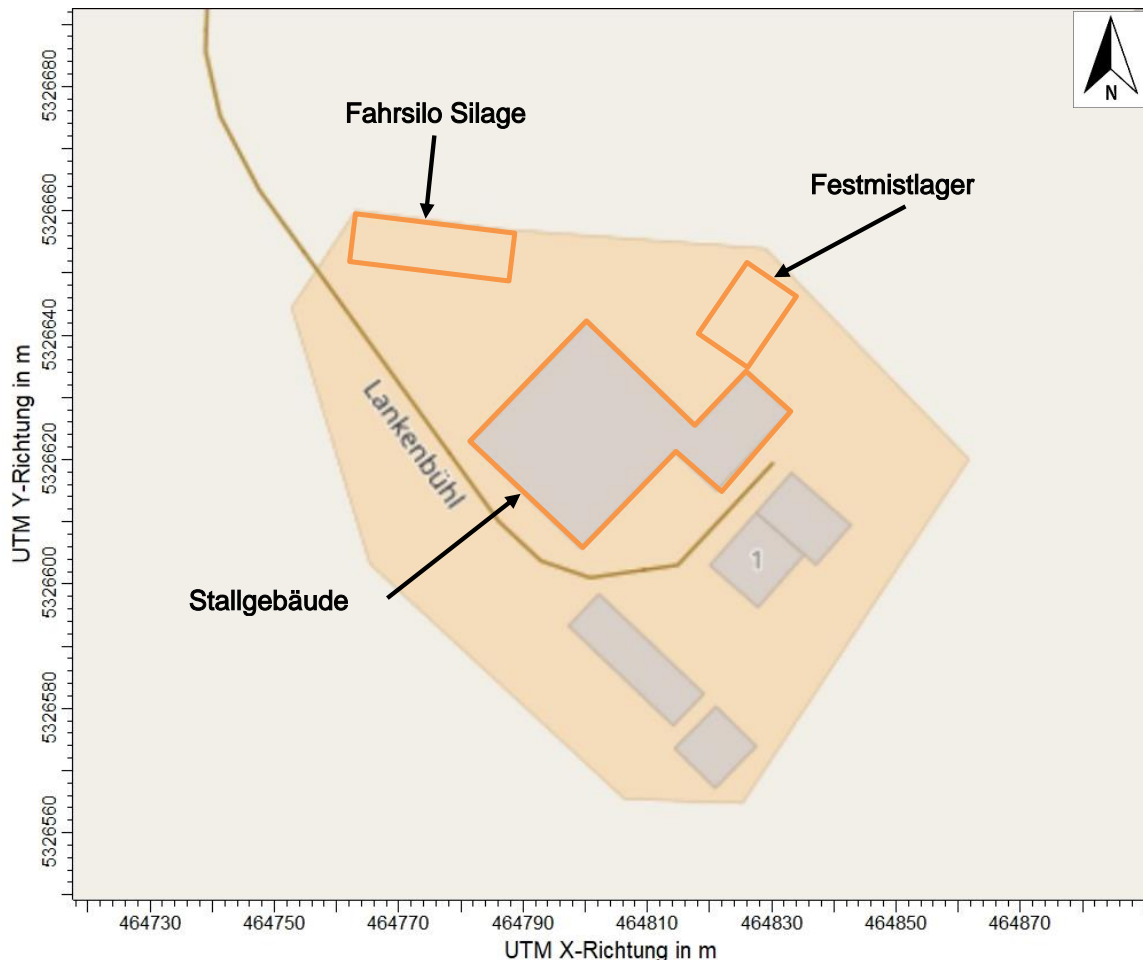 N
Fahrsilo Silage
Festmistlager
Lankenbühl
Stallgebäude
1
UTM Y-Richtung in m
5326680
5326660
5326640
5326620
5326600
5326580
5326560
464730 464750 464770 464790 464810 464830 464850 464870
UTM X-Richtung in m